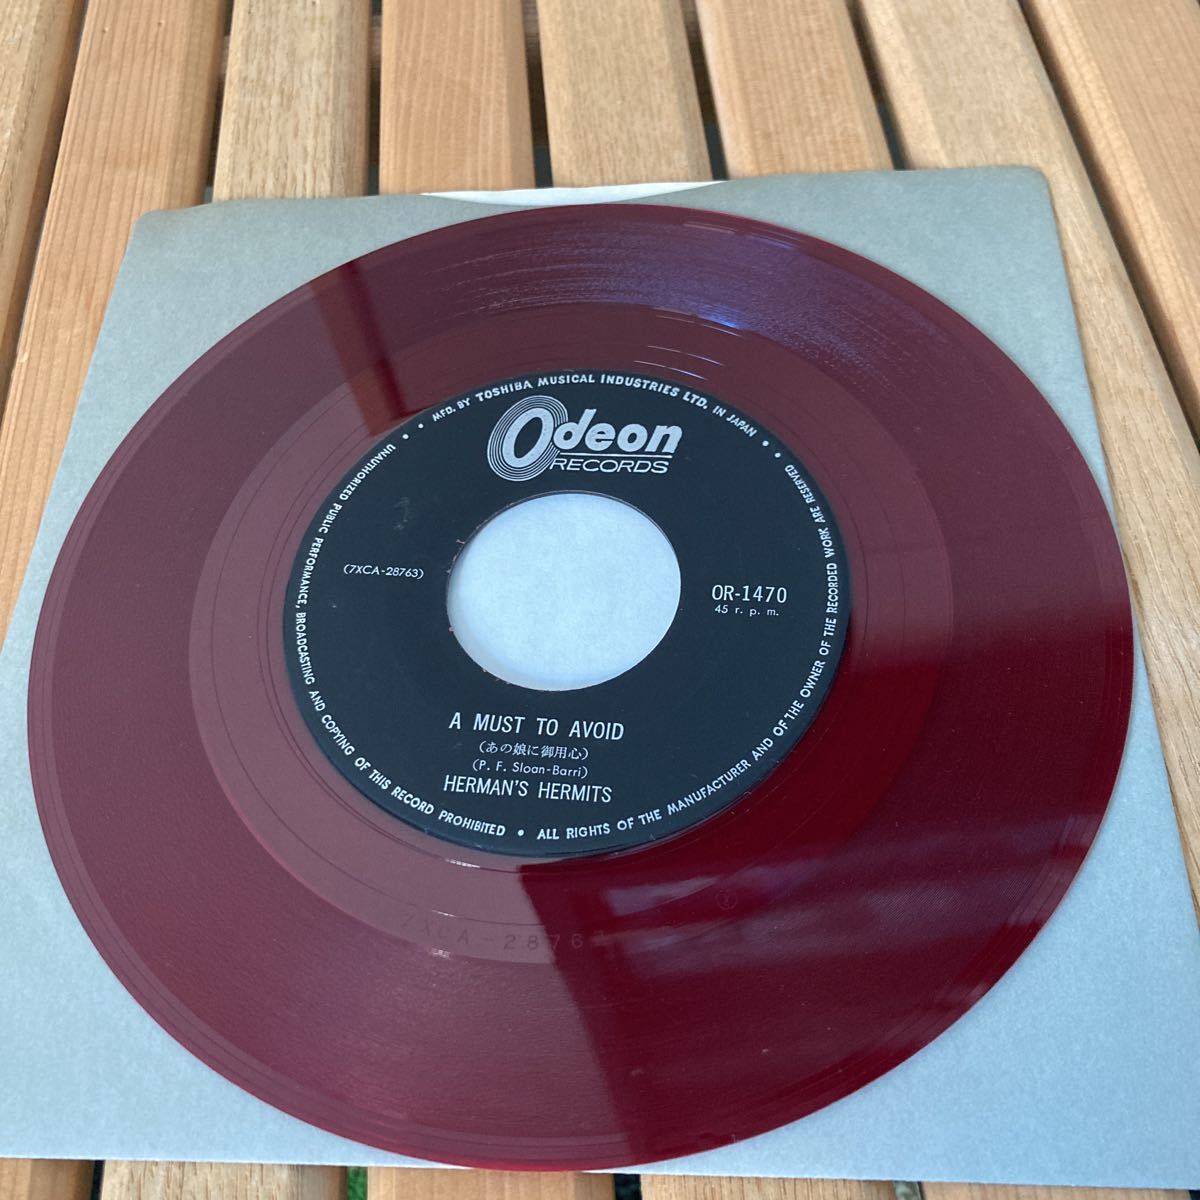 MFD. BY TOSHIBA MUSICAL INDUSTRIES LTD. IN JAPAN
Odeon
RECORDS
(7XCA-28763)
OR-1470
45 r. p. m.
A MUST TO AVOID
(あの娘に御用心)
(P. F. Sloan-Barri)
HERMAN'S HERMITS
UNAUTHORIZED PUBLIC PERFORMANCE, BROADCASTING AND COPYING OF THIS RECORD PROHIBITED • ALL RIGHTS OF THE MANUFACTURER AND OF THE OWNER OF THE RECORDED WORK ARE RESERVED
7XCA-2876